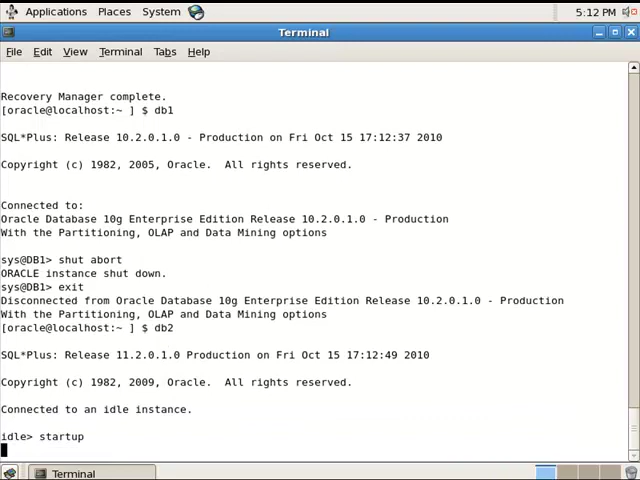 Applications Places System 5:12 PM
Terminal
File Edit View Terminal Tabs Help
Recovery Manager complete.
[oracle@localhost:~ ] $ db1
SQL*Plus: Release 10.2.0.1.0 - Production on Fri Oct 15 17:12:37 2010
Copyright (c) 1982, 2005, Oracle.  All rights reserved.
Connected to:
Oracle Database 10g Enterprise Edition Release 10.2.0.1.0 - Production
With the Partitioning, OLAP and Data Mining options
sys@DB1> shut abort
ORACLE instance shut down.
sys@DB1> exit
Disconnected from Oracle Database 10g Enterprise Edition Release 10.2.0.1.0 - Production
With the Partitioning, OLAP and Data Mining options
[oracle@localhost:~ ] $ db2
SQL*Plus: Release 11.2.0.1.0 Production on Fri Oct 15 17:12:49 2010
Copyright (c) 1982, 2009, Oracle.  All rights reserved.
Connected to an idle instance.
idle> startup
Terminal